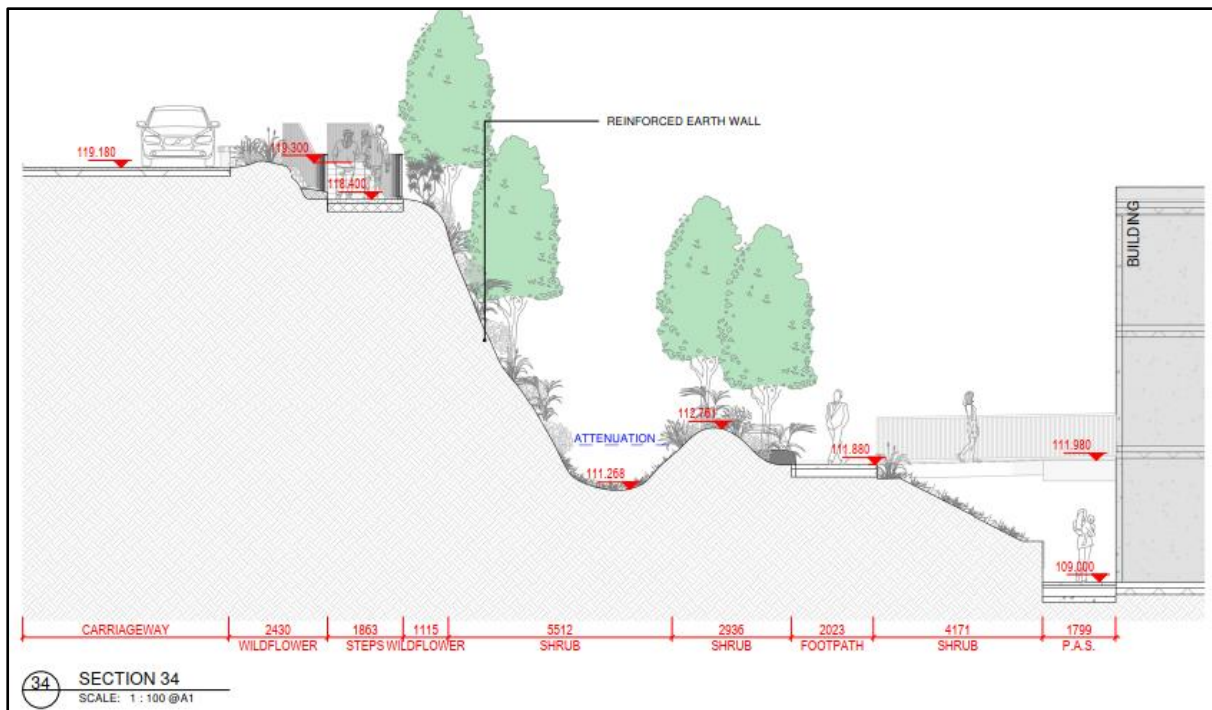 REINFORCED EARTH WALL
119.180
119.300
118.400
BUILDING
112.761
ATTENUATION
111.880
111.980
111.268
109.000
CARRIAGEWAY
2430
1863
1115
5512
2936
2023
4171
1799
WILDFLOWER
STEPS
WILDFLOWER
SHRUB
SHRUB
FOOTPATH
SHRUB
P.A.S.
34
SECTION 34
SCALE: 1 : 100 @A1